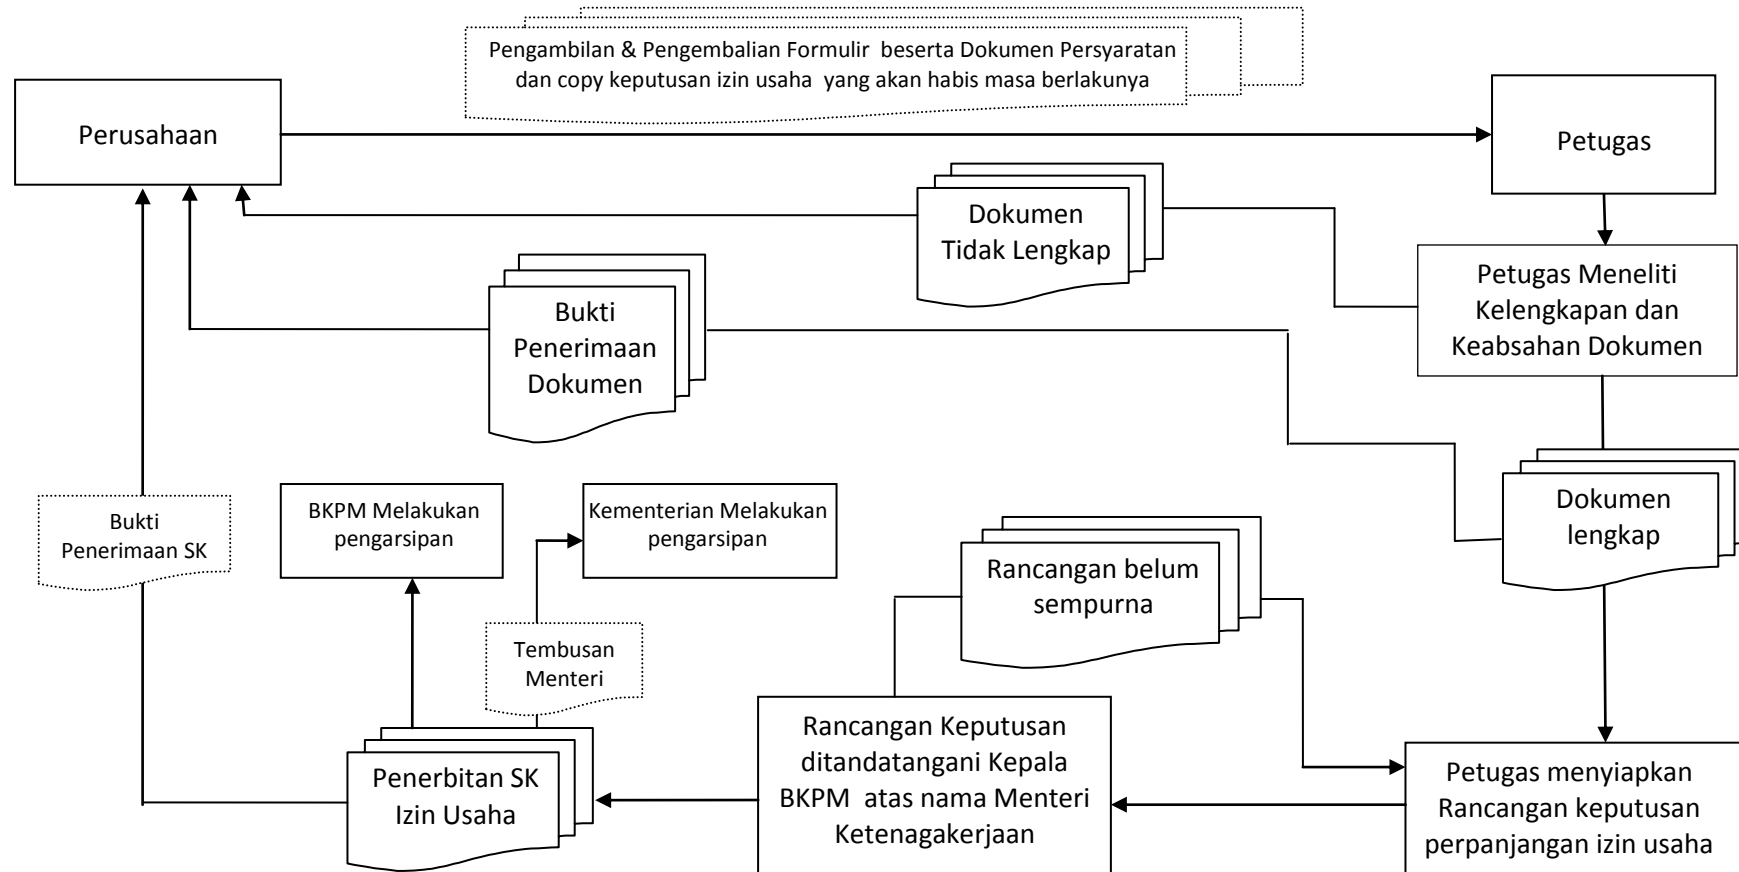 Pengambilan & Pengembalian Formulir beserta Dokumen Persyaratan
dan copy keputusan izin usaha yang akan habis masa berlakunya
Perusahaan
Petugas
Dokumen
Tidak Lengkap
Petugas Meneliti
Kelengkapan dan
Keabsahan Dokumen
Bukti
Penerimaan
Dokumen
Dokumen
lengkap
Bukti
Penerimaan SK
BKPM Melakukan
pengarsipan
Kementerian Melakukan
pengarsipan
Rancangan belum
sempurna
Tembusan
Menteri
Penerbitan SK
Izin Usaha
Rancangan Keputusan
ditandatangani Kepala
BKPM atas nama Menteri
Ketenagakerjaan
Petugas menyiapkan
Rancangan keputusan
perpanjangan izin usaha